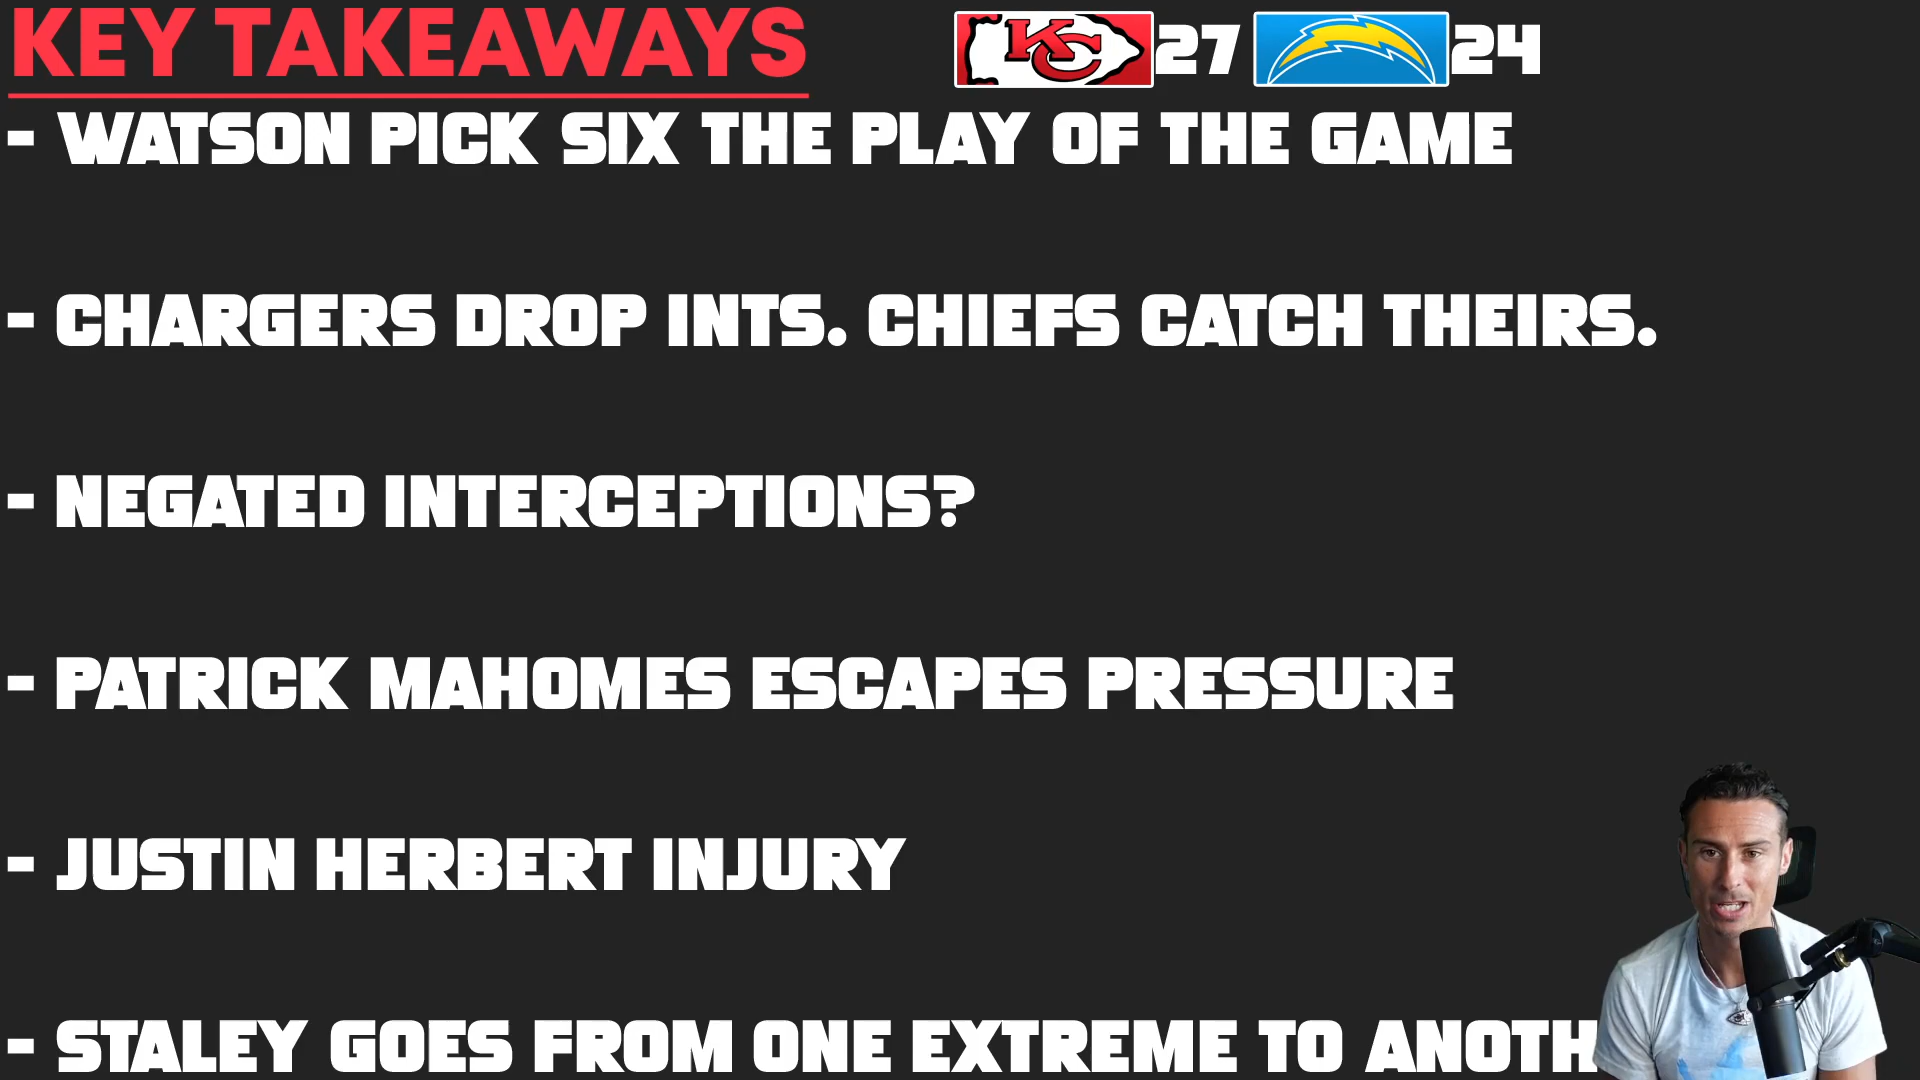 KEY TAKEAWAYS
KC 27 24
- WATSON PICK SIX THE PLAY OF THE GAME
- CHARGERS DROP INTS. CHIEFS CATCH THEIRS.
- NEGATED INTERCEPTIONS?
- PATRICK MAHOMES ESCAPES PRESSURE
- JUSTIN HERBERT INJURY
- STALEY GOES FROM ONE EXTREME TO ANOTH